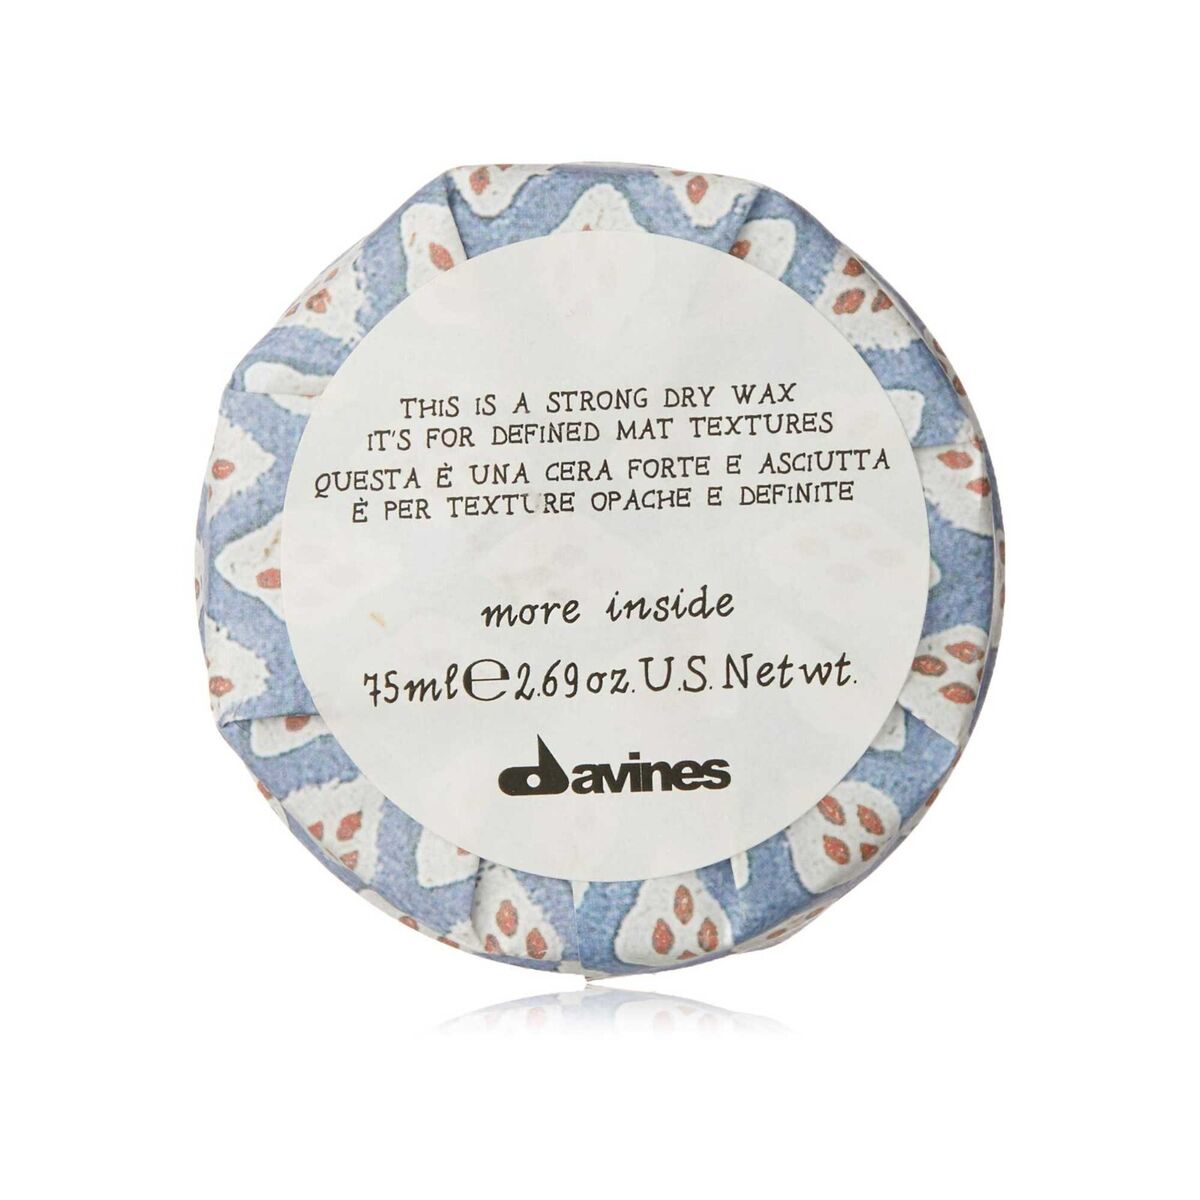 THIS IS A STRONG DRY WAX
IT'S FOR DEFINED MAT TEXTURES
QUESTA È UNA CERA FORTE E ASCIUTTA
È PER TEXTURE OPACHE E DEFINITE
more inside
75ml℮2.69oz.U.S.Netwt.
davines